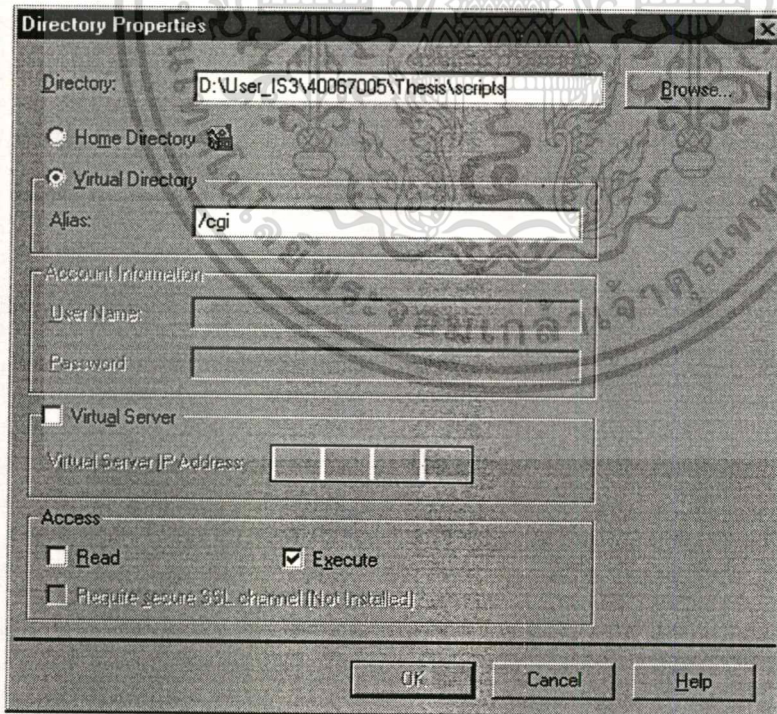 Directory Properties
Directory: D:\User_IS3\40067005\Thesis\scripts Browse...
Home Directory
Virtual Directory
Alias: /cgi
Account Information
User Name:
Password
Virtual Server
Virtual Server IP Address:
Access
Read Execute
Require secure SSL channel (Not Installed)
OK Cancel Help